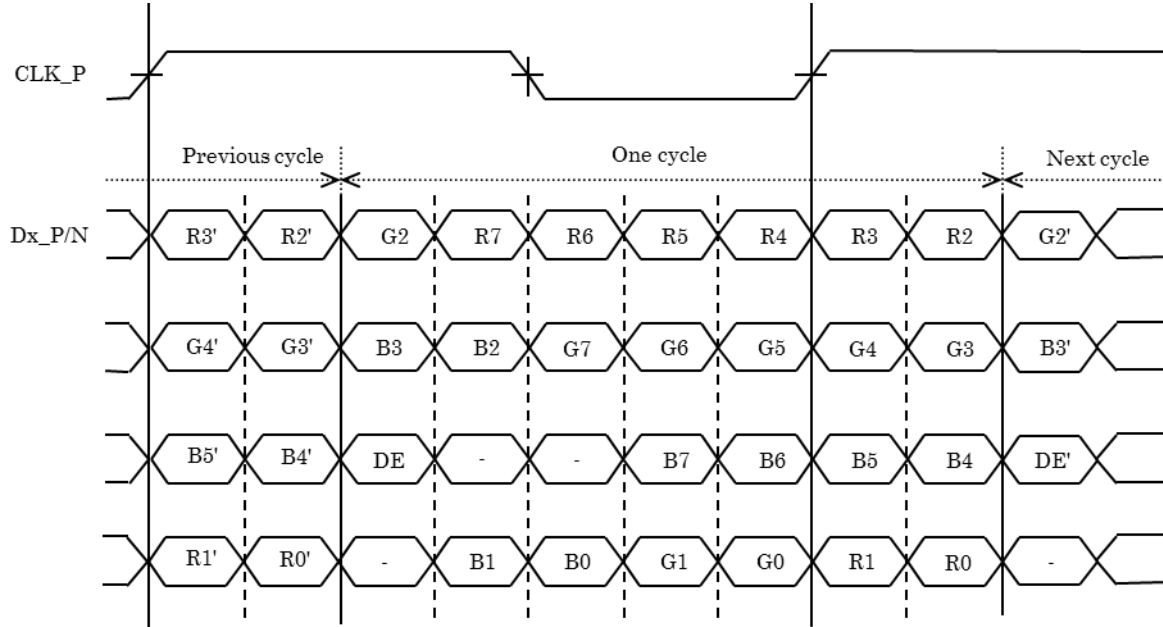 CLK_P
Previous cycle One cycle Next cycle
Dx_P/N R3' R2' G2 R7 R6 R5 R4 R3 R2 G2'
G4' G3' B3 B2 G7 G6 G5 G4 G3 B3'
B5' B4' DE - - B7 B6 B5 B4 DE'
R1' R0' - B1 B0 G1 G0 R1 R0 -